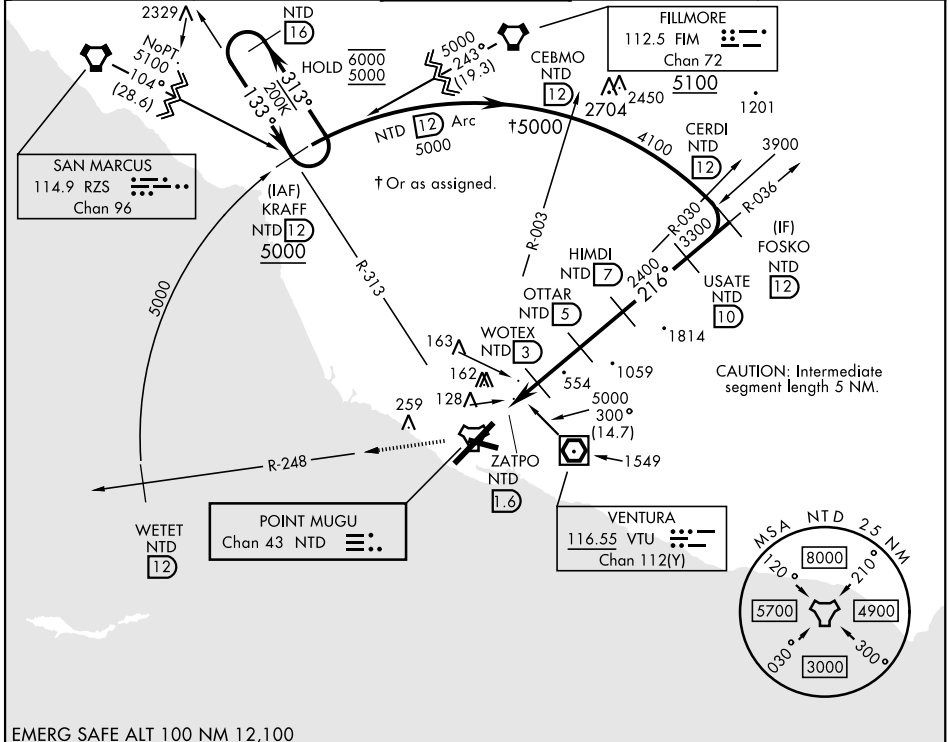 2329
NoPT.
5100
104°
(28.6)
NTD
16
HOLD
6000
5000
313°
200K
133°
5000
243°
(19.3)
FILLMORE
112.5 FIM
Chan 72
CEBMO
NTD
12
2704
2450
5100
1201
SAN MARCUS
114.9 RZS
Chan 96
NTD 12 Arc
5000
†5000
4100
CERDI
NTD
12
3900
† Or as assigned.
(IAF)
KRAFF
NTD 12
5000
R-003
R-030
R-036
3300
(IF)
FOSKO
NTD
12
R-313
5000
HIMDI
NTD 7
2400
216°
USATE
NTD
10
OTTAR
NTD 5
WOTEX
NTD 3
1814
163
162
128
259
554
1059
CAUTION: Intermediate
segment length 5 NM.
5000
300°
(14.7)
1549
R-248
ZATPO
NTD
1.6
WETET
NTD
12
POINT MUGU
Chan 43 NTD
VENTURA
116.55 VTU
Chan 112(Y)
MSA NTD 25 NM
120°
8000
210°
5700
4900
030°
3000
300°
EMERG SAFE ALT 100 NM 12,100